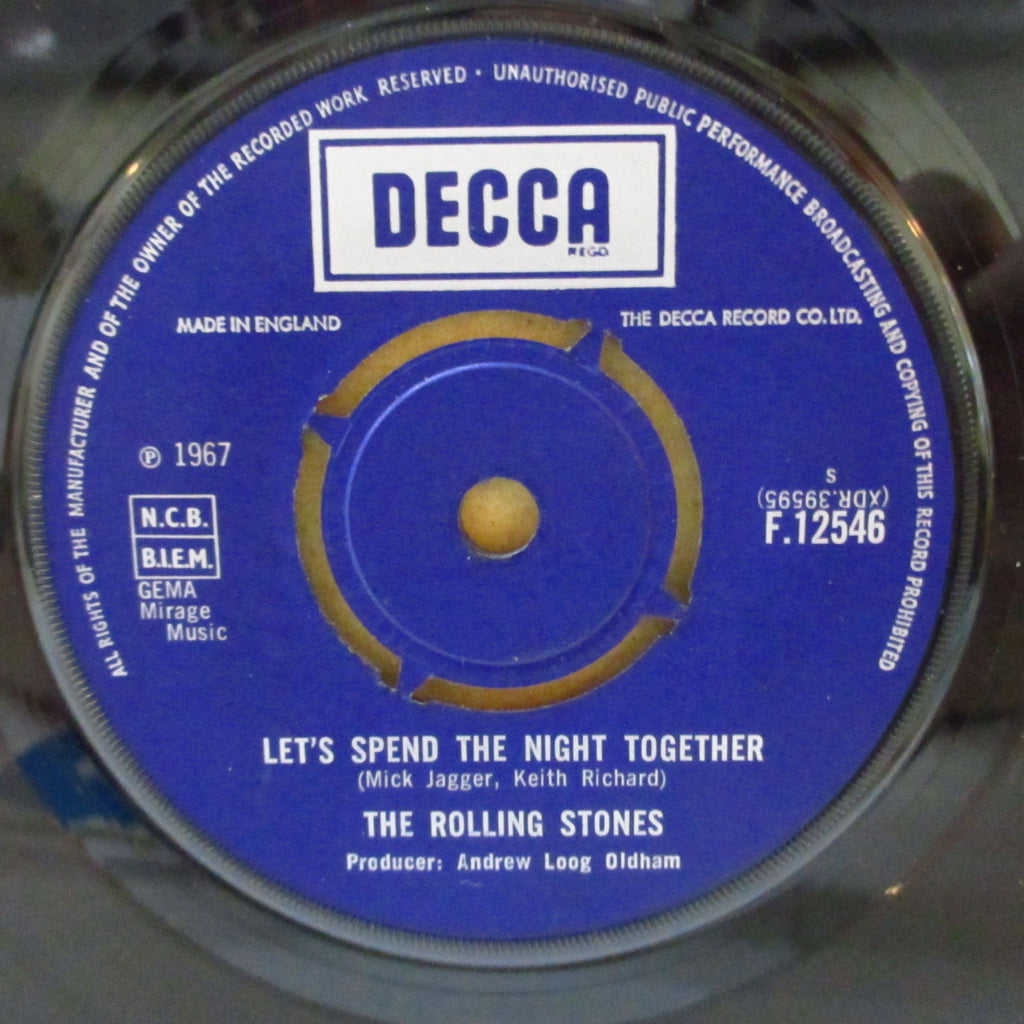 ALL RIGHTS OF THE MANUFACTURER AND OF THE OWNER OF THE RECORDED WORK RESERVED · UNAUTHORISED PUBLIC PERFORMANCE BROADCASTING AND COPYING OF THIS RECORD PROHIBITED
DECCA
REGD.
MADE IN ENGLAND
THE DECCA RECORD CO. LTD.
℗ 1967
N.C.B.
B.I.E.M.
GEMA
Mirage
Music
S
(XDR.39595)
F.12546
LET'S SPEND THE NIGHT TOGETHER
(Mick Jagger, Keith Richard)
THE ROLLING STONES
Producer: Andrew Loog Oldham